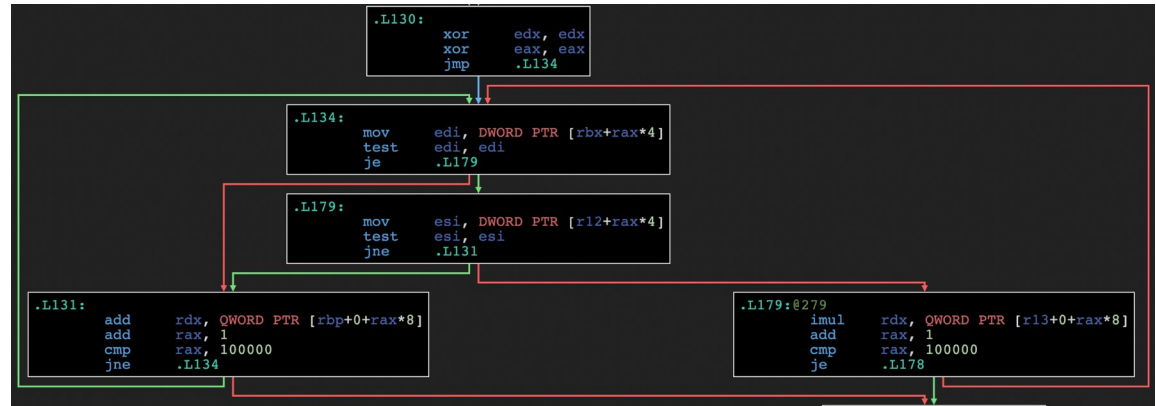 .L130:
xor edx, edx
xor eax, eax
jmp .L134
.L134:
mov edi, DWORD PTR [rbx+rax*4]
test edi, edi
je .L179
.L179:
mov esi, DWORD PTR [r12+rax*4]
test esi, esi
jne .L131
.L131:
add rdx, QWORD PTR [rbp+0+rax*8]
add rax, 1
cmp rax, 100000
jne .L134
.L179:@279
imul rdx, QWORD PTR [r13+0+rax*8]
add rax, 1
cmp rax, 100000
je .L178